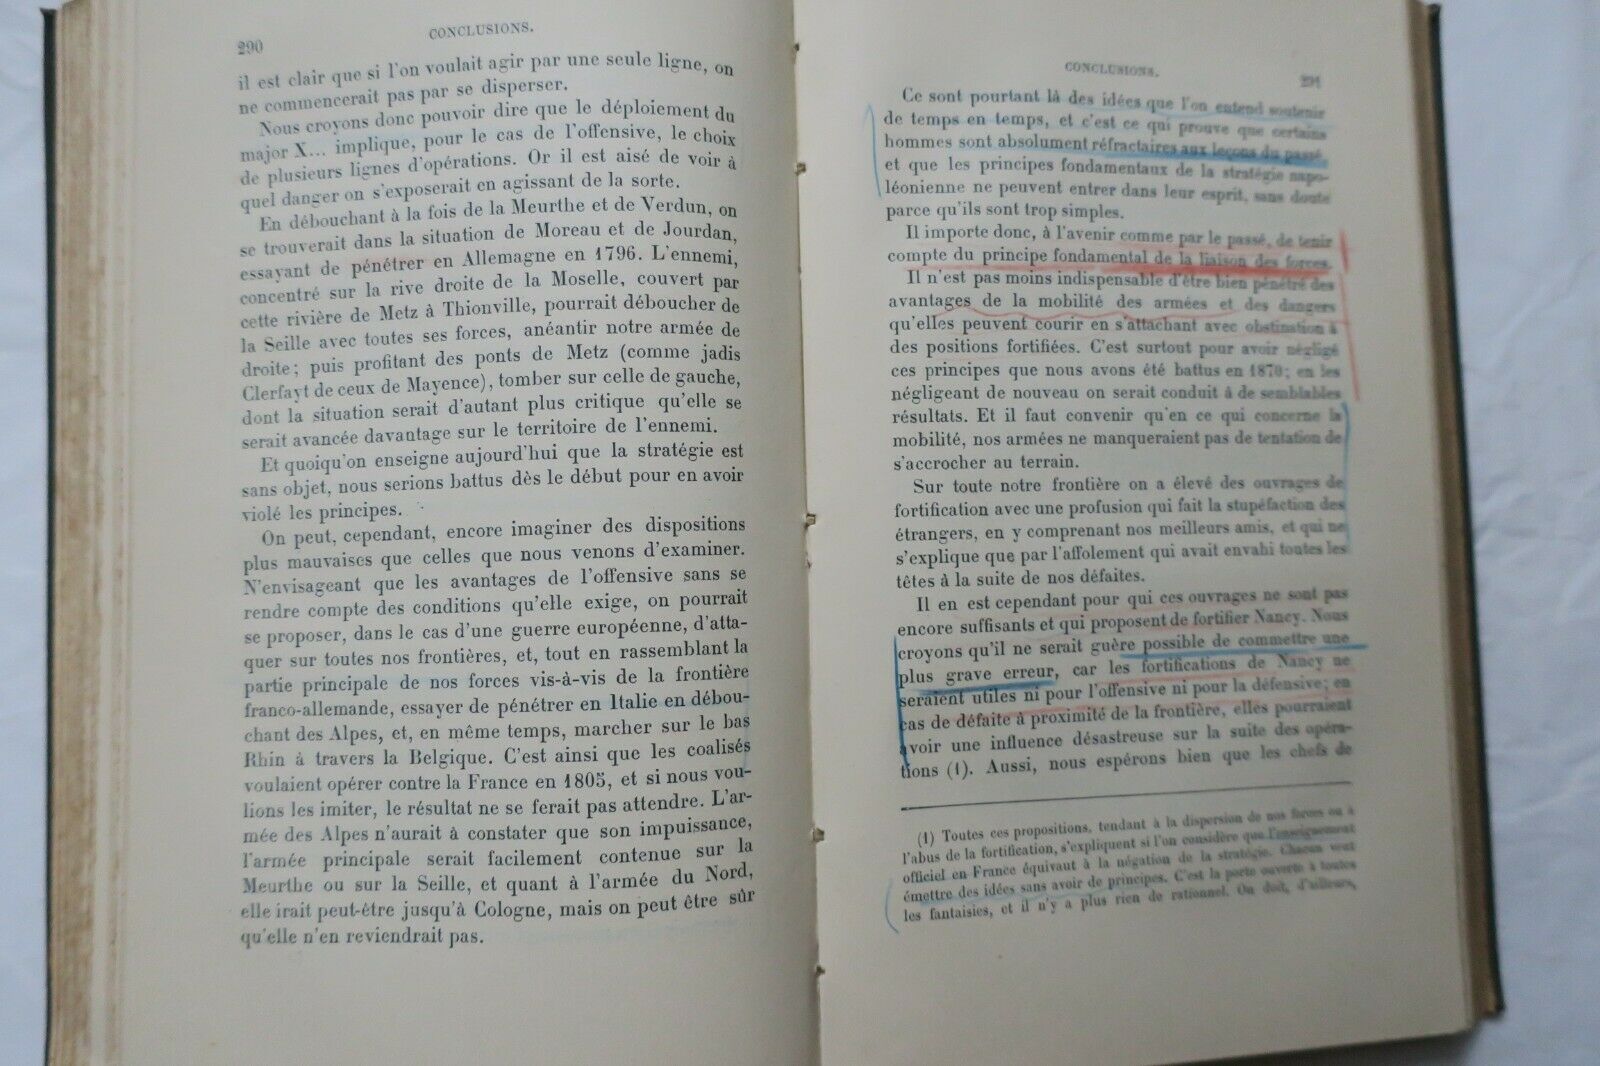 290
CONCLUSIONS.
il est clair que si l'on voulait agir par une seule ligne, on
ne commencerait pas par se disperser.
Nous croyons donc pouvoir dire que le déploiement du
major X... implique, pour le cas de l'offensive, le choix
de plusieurs lignes d'opérations. Or il est aisé de voir à
quel danger on s'exposerait en agissant de la sorte.
En débouchant à la fois de la Meurthe et de Verdun, on
se trouverait dans la situation de Moreau et de Jourdan,
essayant de pénétrer en Allemagne en 1796. L'ennemi,
concentré sur la rive droite de la Moselle, couvert par
cette rivière de Metz à Thionville, pourrait déboucher de
la Seille avec toutes ses forces, anéantir notre armée de
droite; puis profitant des ponts de Metz (comme jadis
Clerfayt de ceux de Mayence), tomber sur celle de gauche,
dont la situation serait d'autant plus critique qu'elle se
serait avancée davantage sur le territoire de l'ennemi.
Et quoiqu'on enseigne aujourd'hui que la stratégie est
sans objet, nous serions battus dès le début pour en avoir
violé les principes.
On peut, cependant, encore imaginer des dispositions
plus mauvaises que celles que nous venons d'examiner.
N'envisageant que les avantages de l'offensive sans se
rendre compte des conditions qu'elle exige, on pourrait
se proposer, dans le cas d'une guerre européenne, d'atta-
quer sur toutes nos frontières, et, tout en rassemblant la
partie principale de nos forces vis-à-vis de la frontière
franco-allemande, essayer de pénétrer en Italie en débou-
chant des Alpes, et, en même temps, marcher sur le bas
Rhin à travers la Belgique. C'est ainsi que les coalisés
voulaient opérer contre la France en 1805, et si nous vou-
lions les imiter, le résultat ne se ferait pas attendre. L'ar-
mée des Alpes n'aurait à constater que son impuissance,
l'armée principale serait facilement contenue sur la
Meurthe ou sur la Seille, et quant à l'armée du Nord,
elle irait peut-être jusqu'à Cologne, mais on peut être sûr
qu'elle n'en reviendrait pas.
CONCLUSIONS.
291
Ce sont pourtant là des idées que l'on entend soutenir
de temps en temps, et c'est ce qui prouve que certains
hommes sont absolument réfractaires aux leçons du passé
et que les principes fondamentaux de la stratégie napo-
léonienne ne peuvent entrer dans leur esprit, sans doute
parce qu'ils sont trop simples.
Il importe donc, à l'avenir comme par le passé, de tenir
compte du principe fondamental de la liaison des forces.
Il n'est pas moins indispensable d'être bien pénétré des
avantages de la mobilité des armées et des dangers
qu'elles peuvent courir en s'attachant avec obstination à
des positions fortifiées. C'est surtout pour avoir négligé
ces principes que nous avons été battus en 1870; en les
négligeant de nouveau on serait conduit à de semblables
résultats. Et il faut convenir qu'en ce qui concerne la
mobilité, nos armées ne manqueraient pas de tentation de
s'accrocher au terrain.
Sur toute notre frontière on a élevé des ouvrages de
fortification avec une profusion qui fait la stupéfaction des
étrangers, en y comprenant nos meilleurs amis, et qui ne
s'explique que par l'affolement qui avait envahi toutes les
têtes à la suite de nos défaites.
Il en est cependant pour qui ces ouvrages ne sont pas
encore suffisants et qui proposent de fortifier Nancy. Nous
croyons qu'il ne serait guère possible de commettre une
plus grave erreur, car les fortifications de Nancy ne
seraient utiles ni pour l'offensive ni pour la défensive; en
cas de défaite à proximité de la frontière, elles pourraient
avoir une influence désastreuse sur la suite des opéra-
tions (1). Aussi, nous espérons bien que les chefs de
(1) Toutes ces propositions, tendant à la dispersion de nos forces ou à
l'abus de la fortification, s'expliquent si l'on considère que l'enseignement
officiel en France équivaut à la négation de la stratégie. Chacun veut
émettre des idées sans avoir de principes. C'est la porte ouverte à toutes
les fantaisies, et il n'y a plus rien de rationnel. On doit, d'ailleurs,